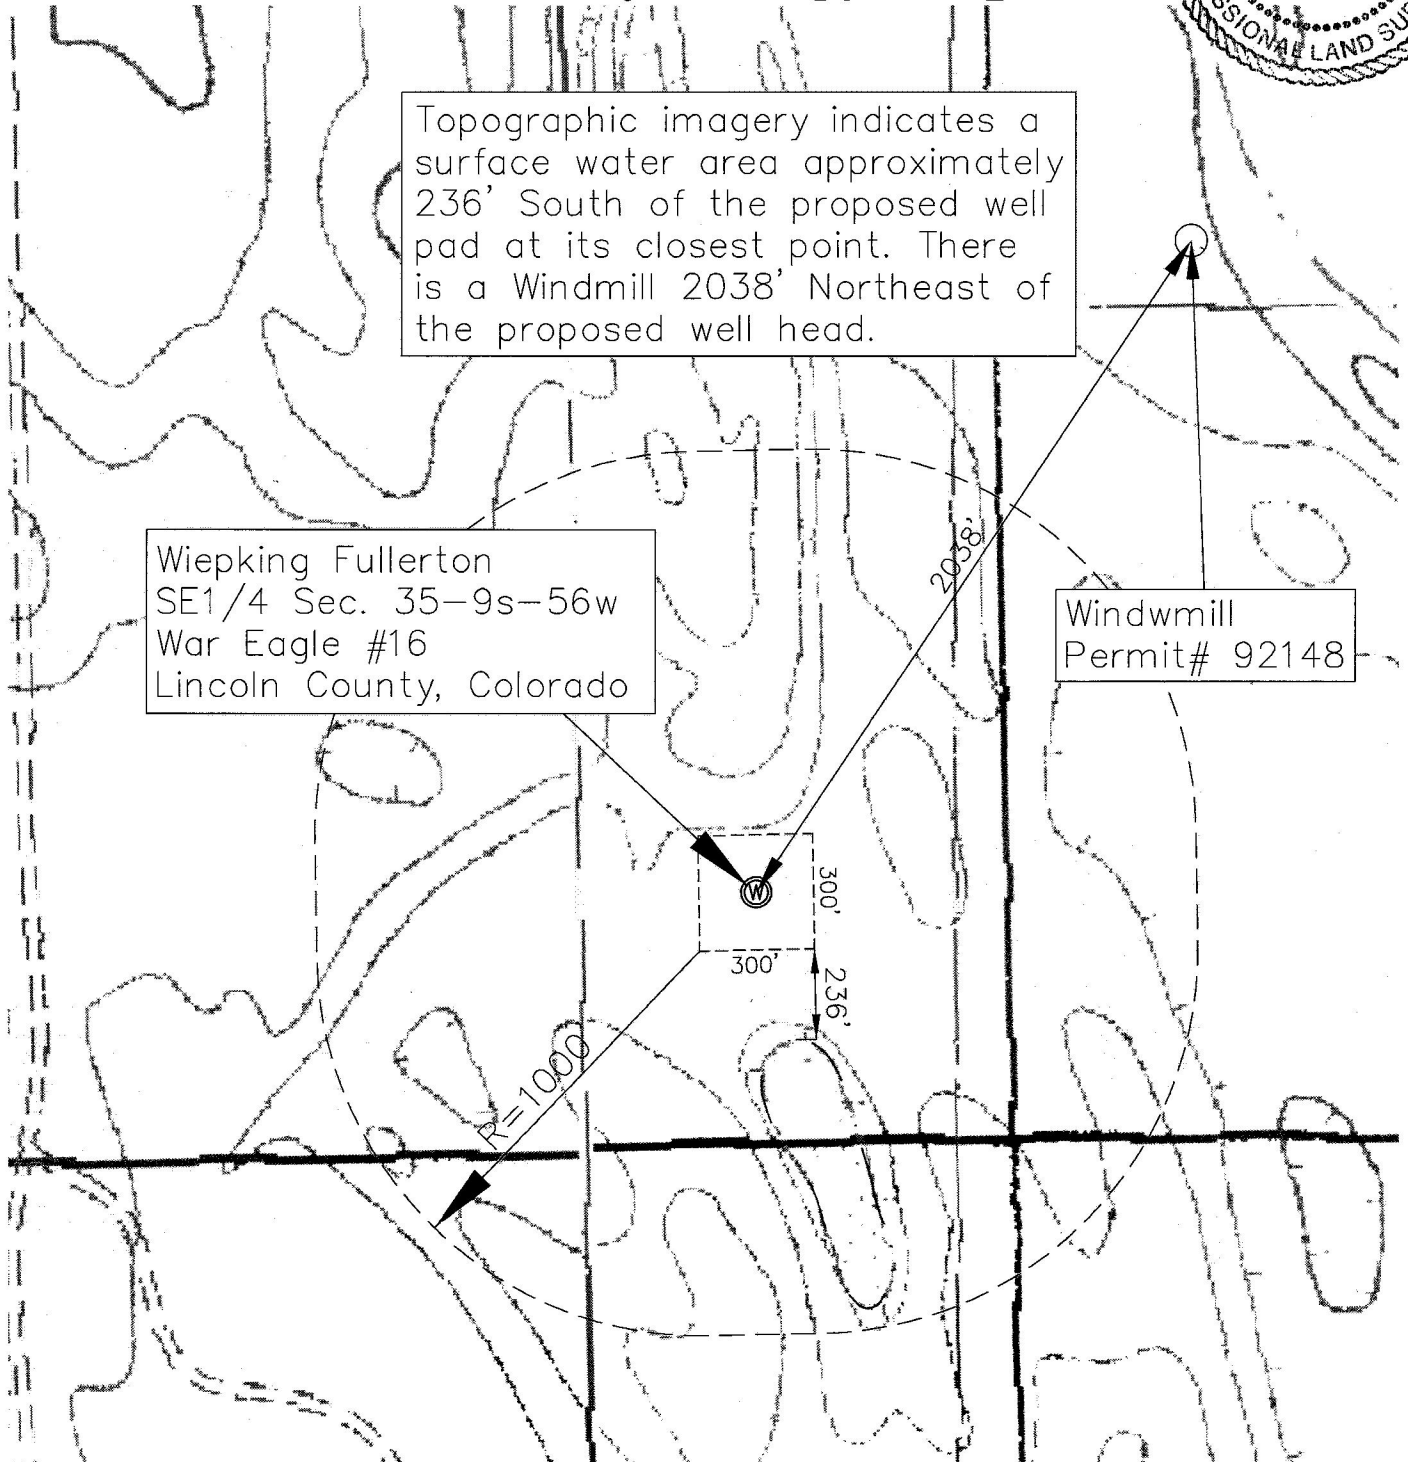 SSIONAL LAND SU
Topographic imagery indicates a
surface water area approximately
236' South of the proposed well
pad at its closest point. There
is a Windmill 2038' Northeast of
the proposed well head.
2038'
Wiepking Fullerton
SE1/4 Sec. 35-9s-56w
War Eagle #16
Lincoln County, Colorado
Windwmill
Permit# 92148
W
300'
300'
236'
R=1000